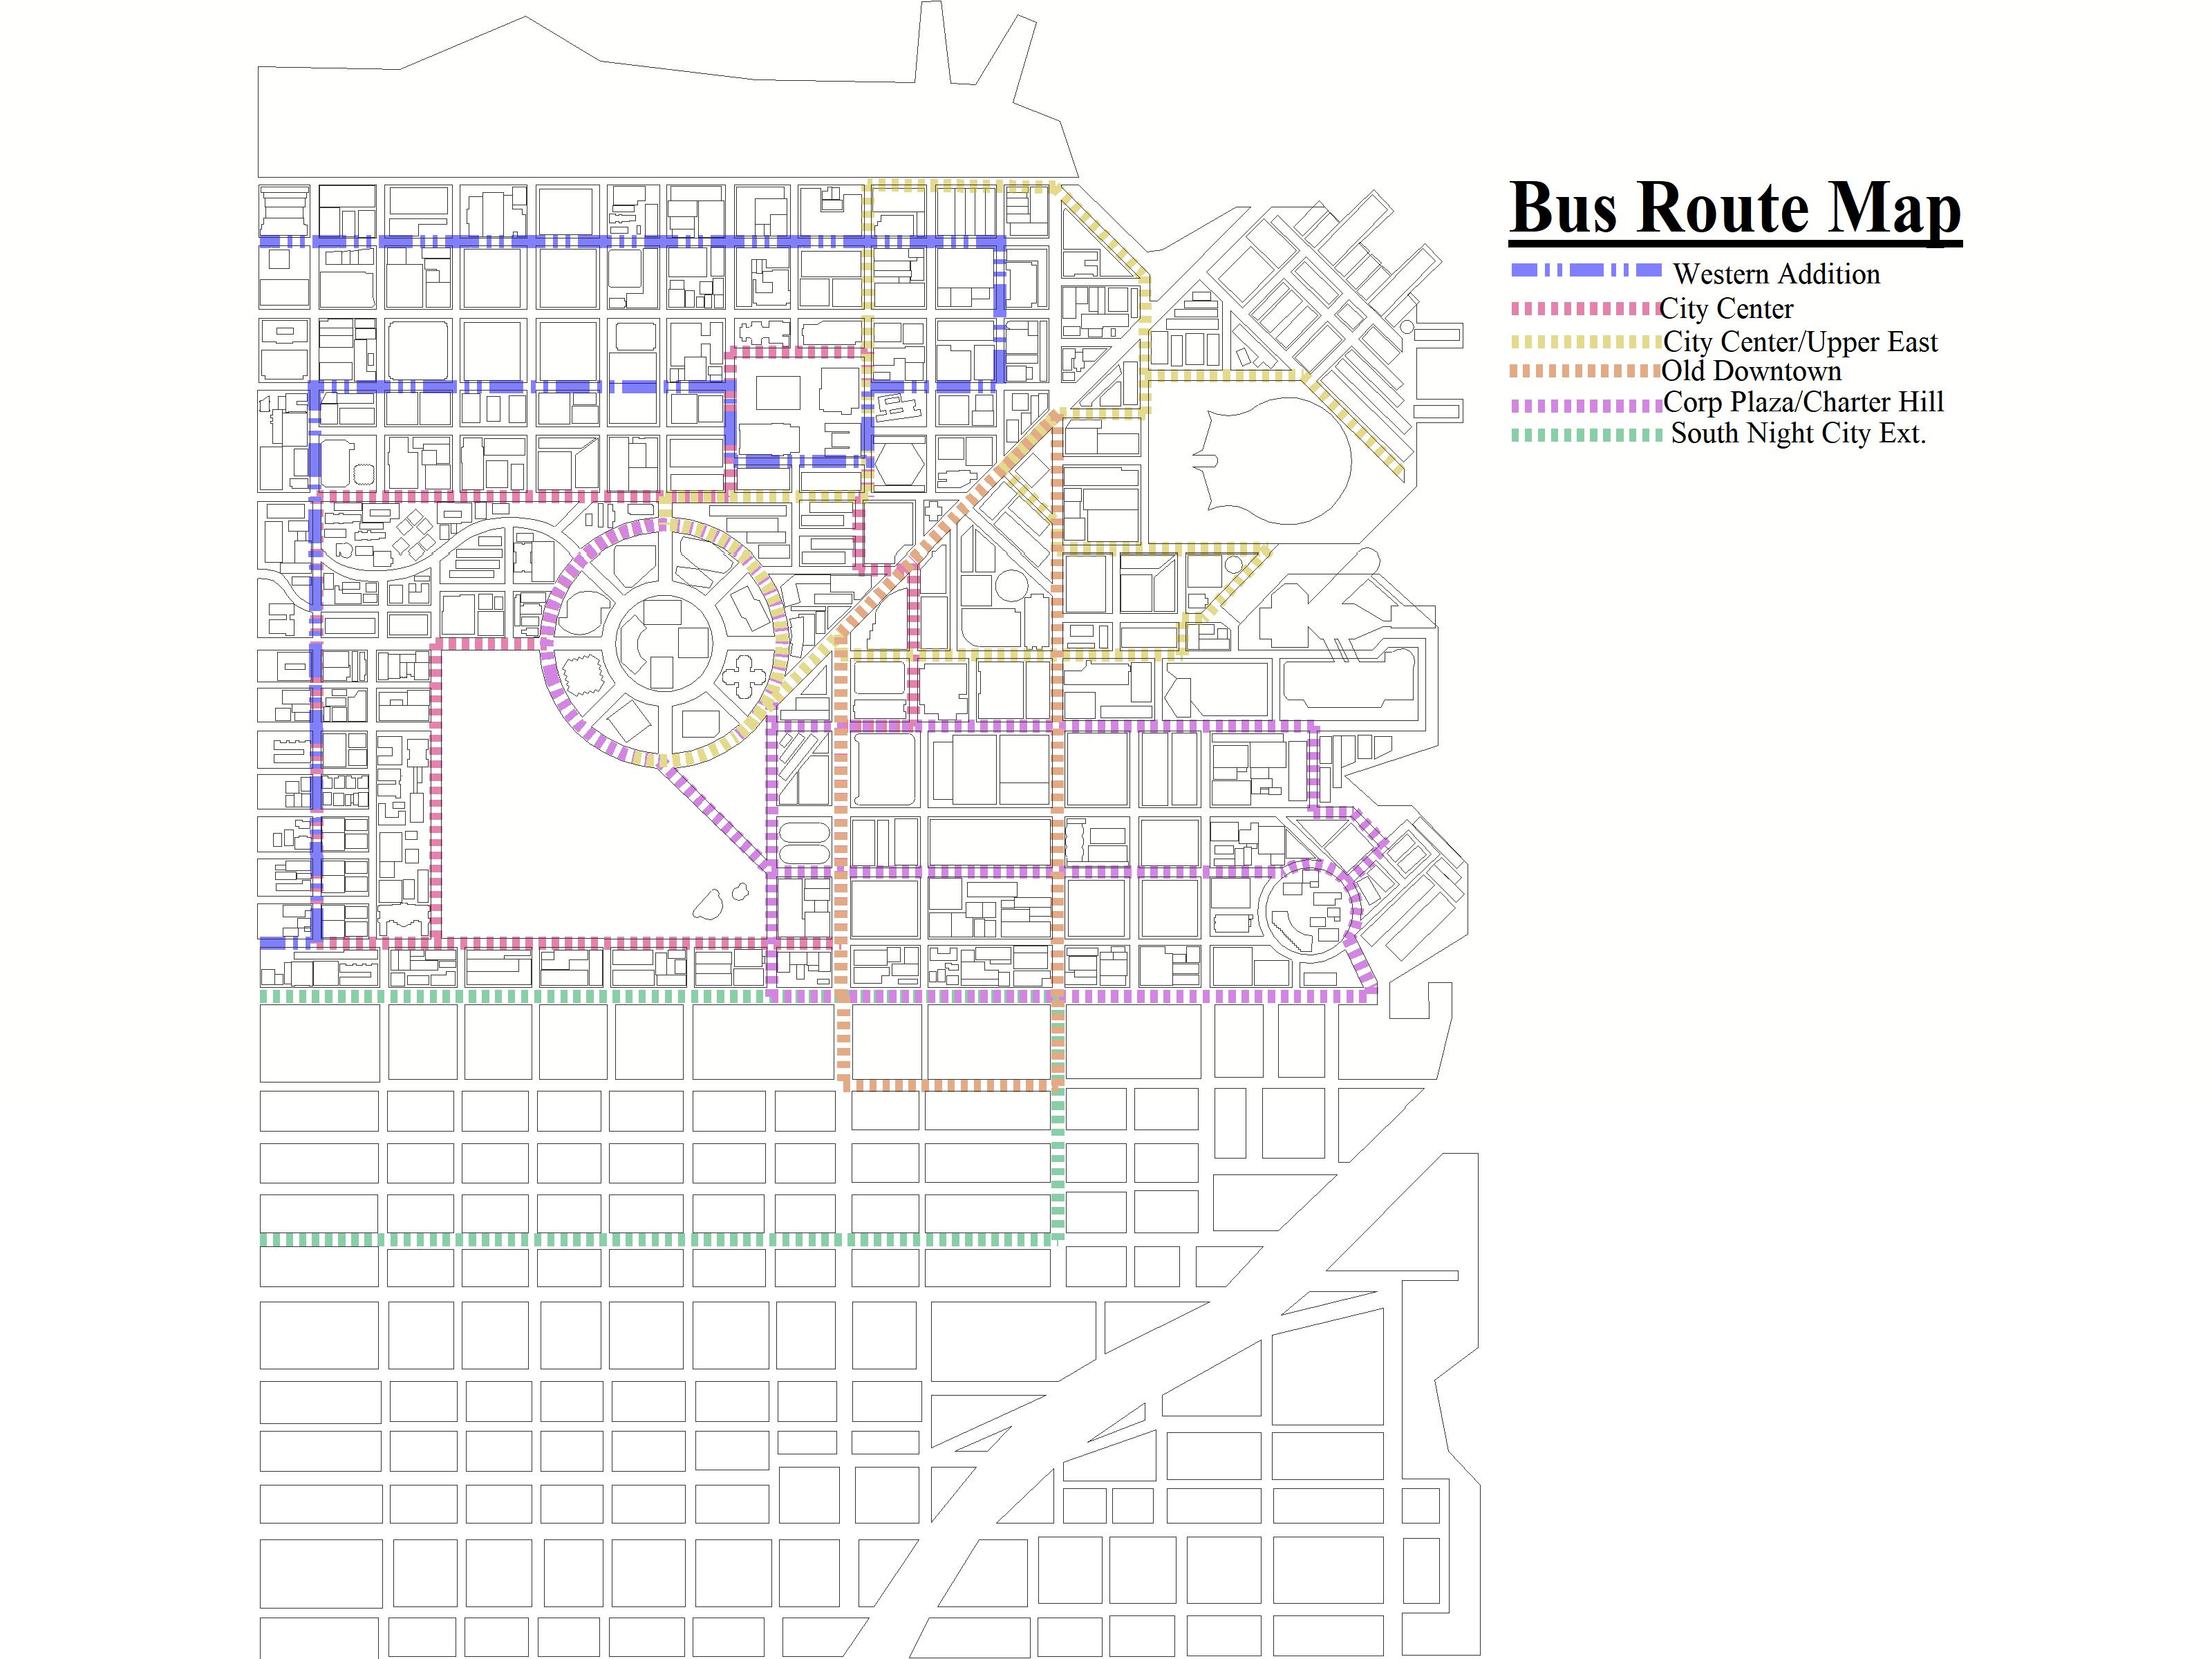 Bus Route Map
Western Addition
City Center
City Center/Upper East
Old Downtown
Corp Plaza/Charter Hill
South Night City Ext.